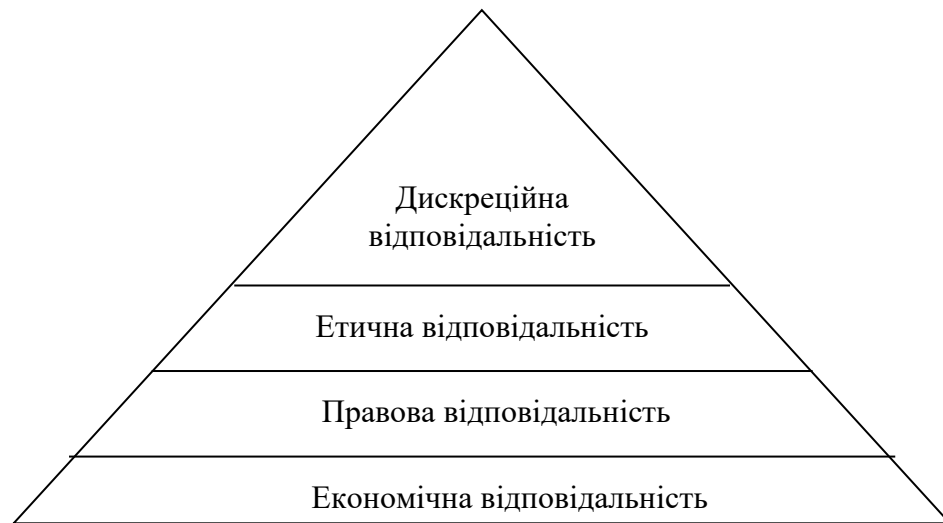 Дискреційна
відповідальність
Етична відповідальність
Правова відповідальність
Економічна відповідальність